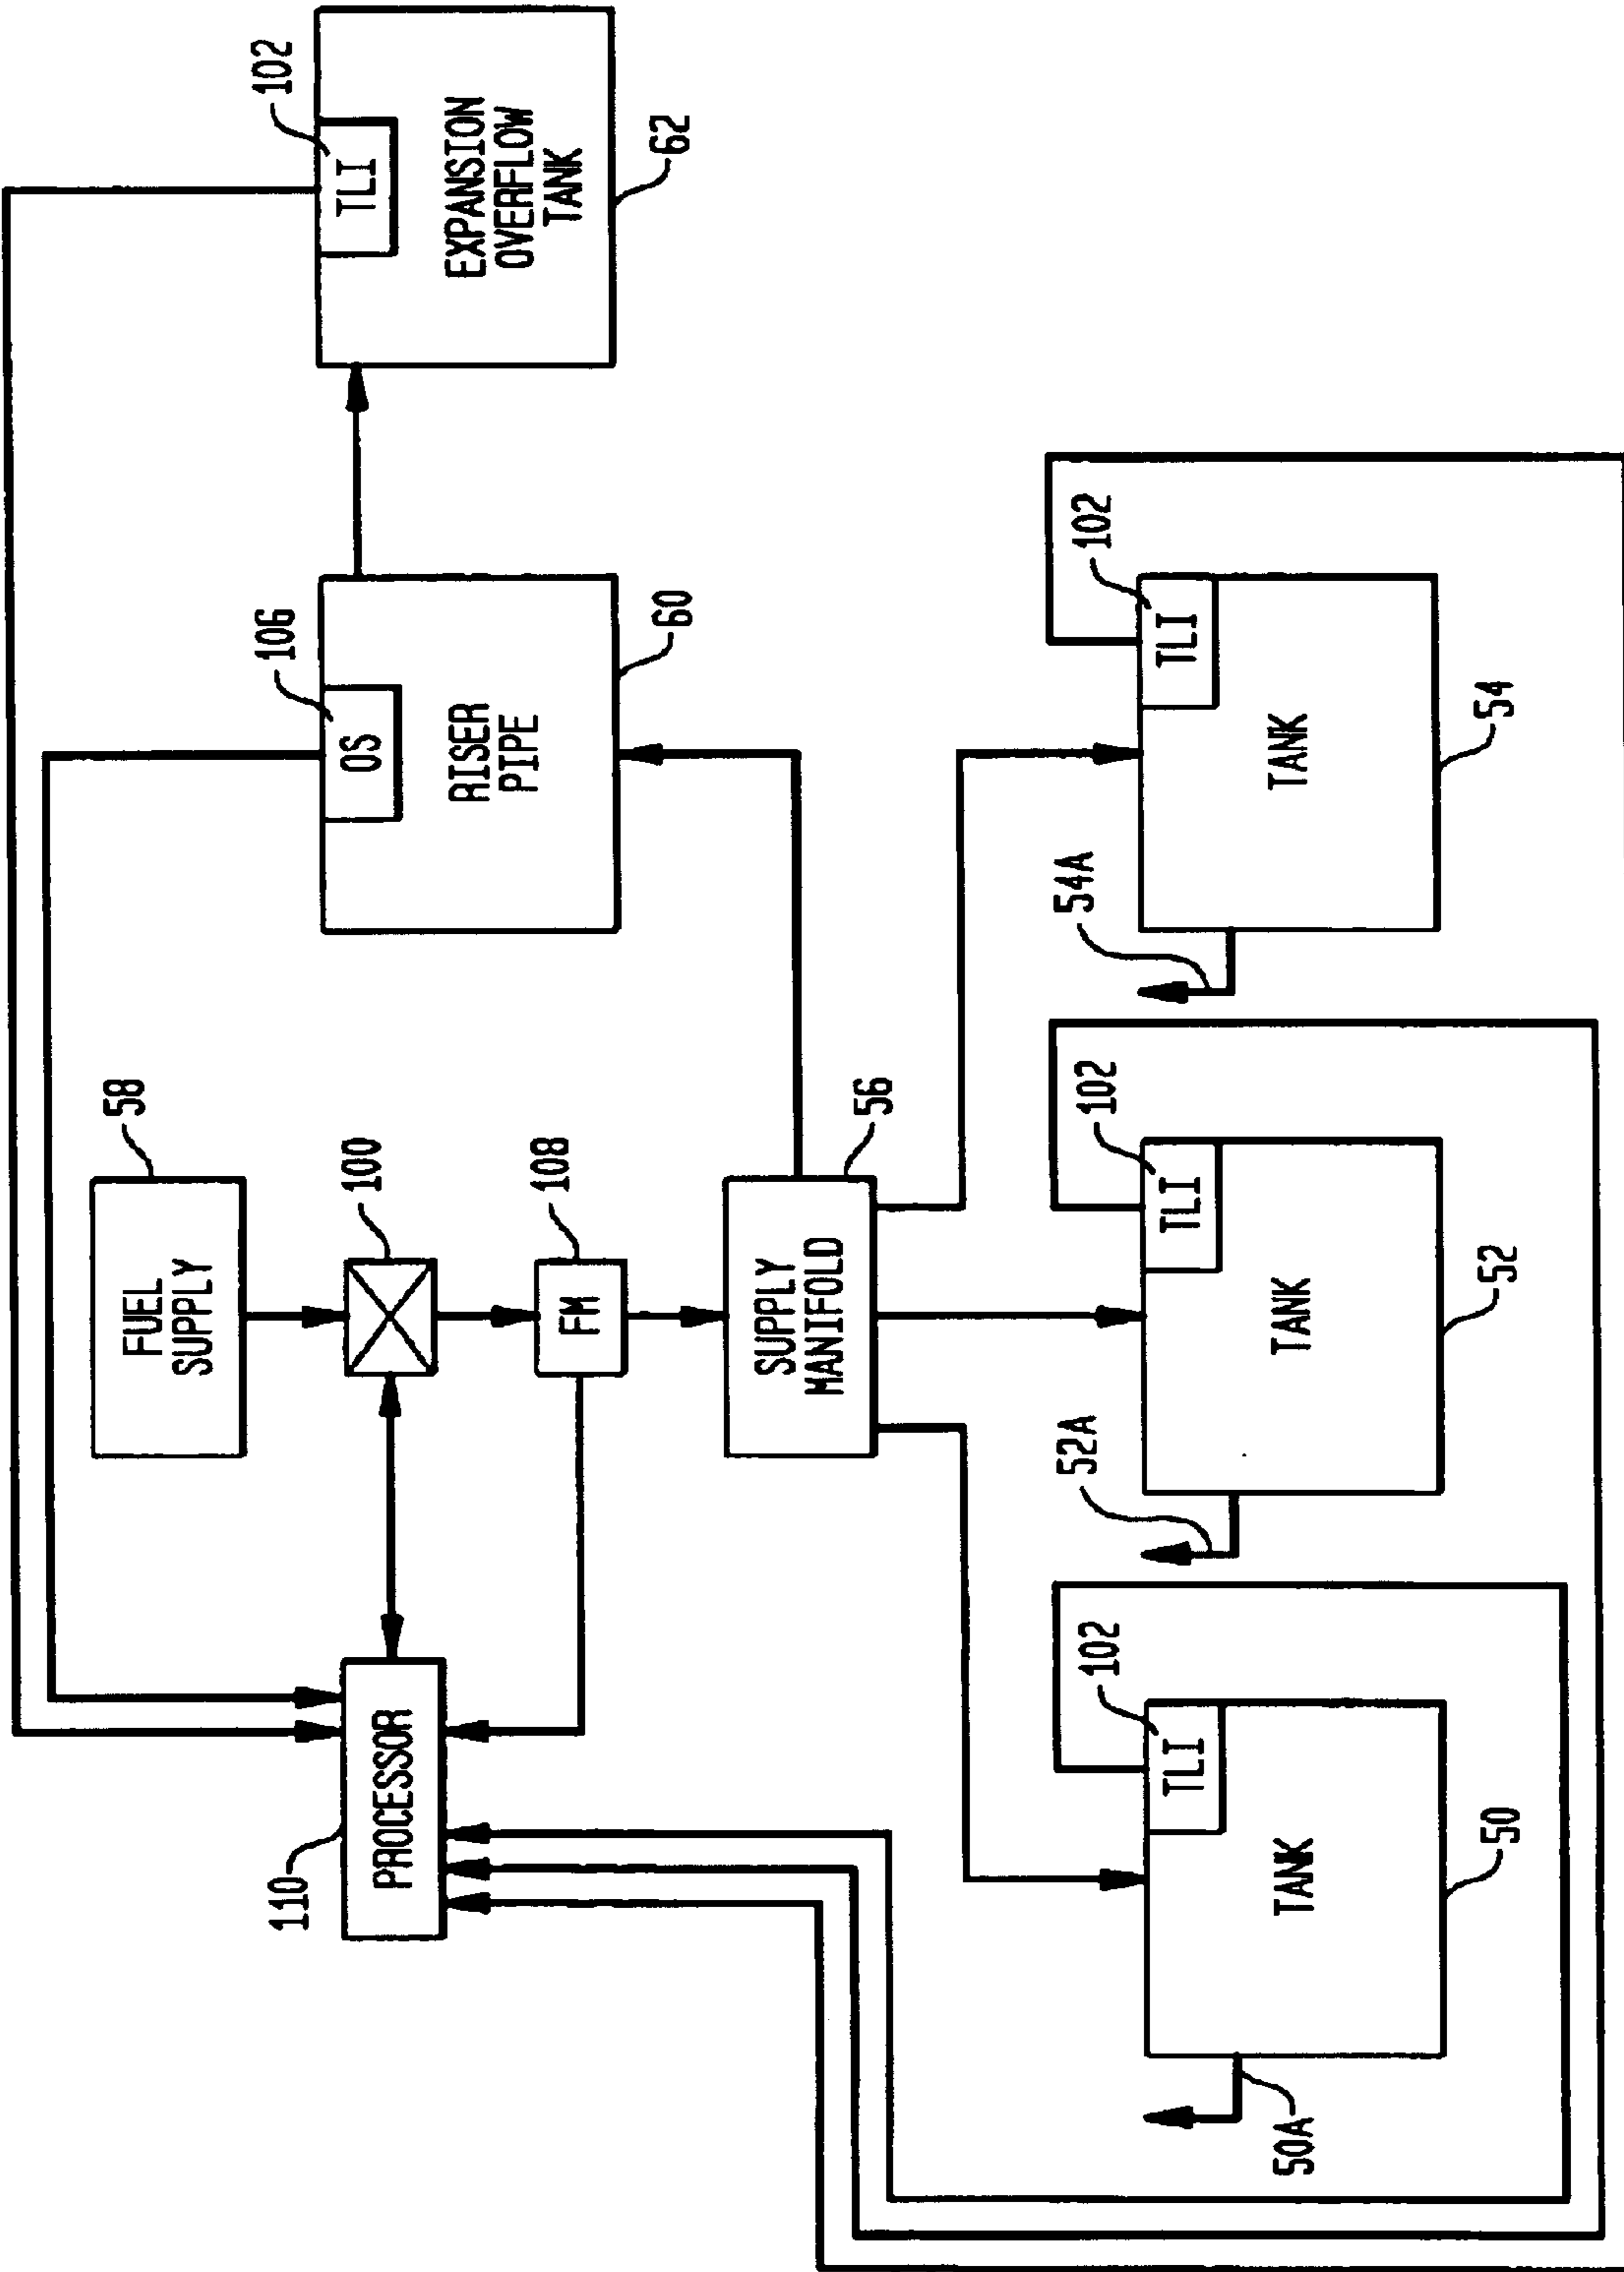 110
PROCESSOR
FUEL
SUPPLY
58
100
FM
108
SUPPLY
MANIFOLD
56
OS
106
RISER
PIPE
60
TLI
102
EXPANSION
OVERFLOW
TANK
62
50A
TANK
TLI
102
50
52A
TANK
TLI
102
52
54A
TANK
TLI
102
54